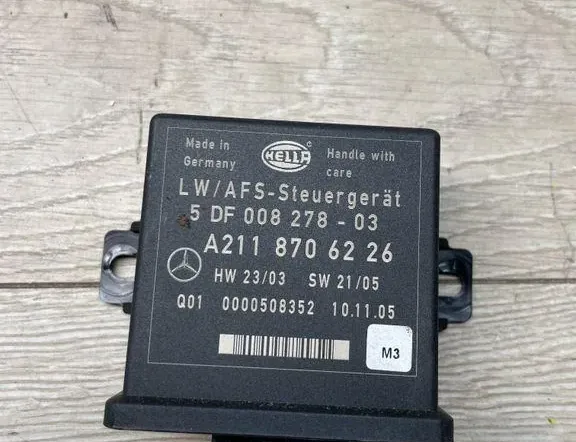 Made in
Germany
HELLA
®
Handle with
care
LW/AFS-Steuergerät
5 DF 008 278 - 03
A211 870 62 26
HW 23/03 SW 21/05
Q01 0000508352 10.11.05
M3